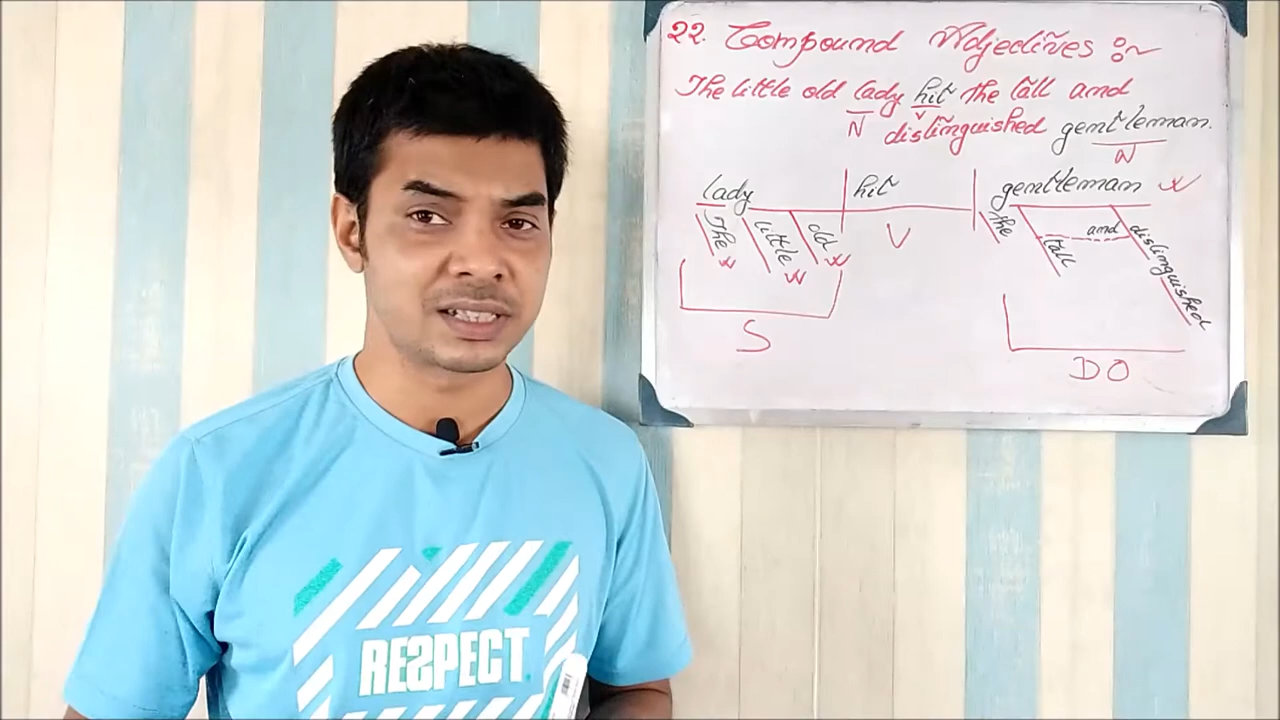 22. Compound Adjectives :~
The little old lady hit the tall and
N V distinguished gentleman.
N
lady hit gentleman
The little old the tall and distinguished
V
S
DO
RESPECT